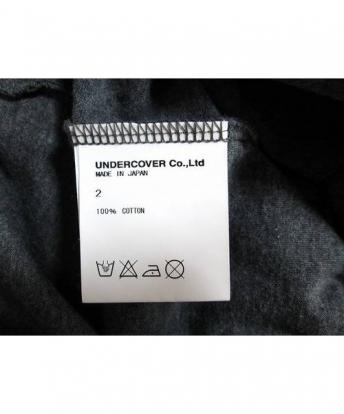 UNDERCOVER Co.,Ltd
MADE IN JAPAN
2
100% COTTON